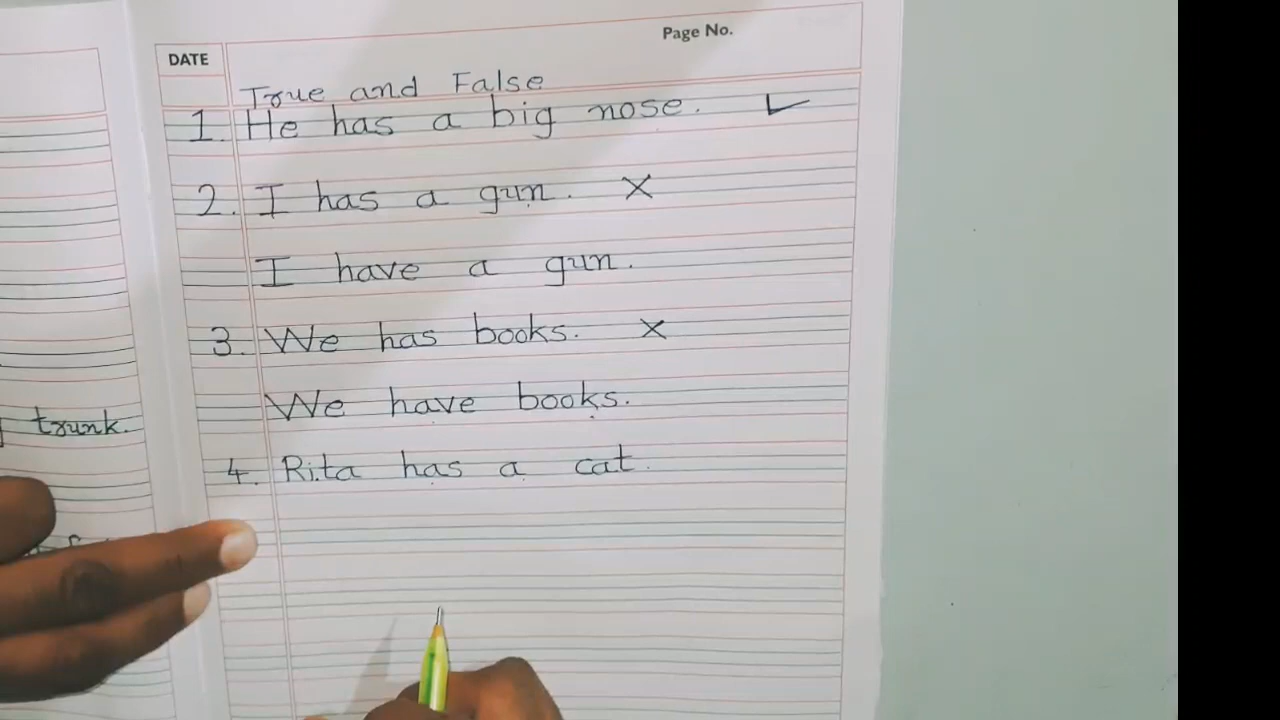 trunk.
DATE
Page No.
True and False
1. He has a big nose. ✓
2. I has a gun. ×
I have a gun.
3. We has books. ×
We have books.
4. Rita has a cat.